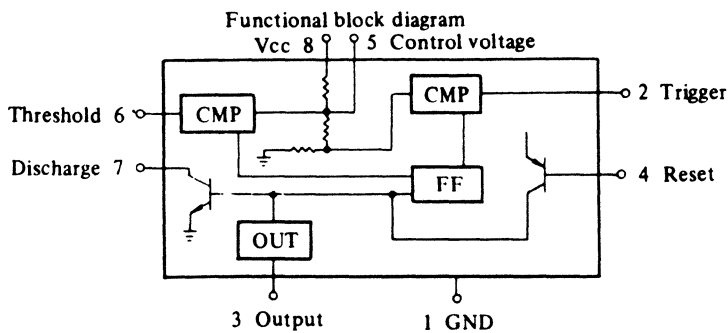 Functional block diagram
Vcc 8 5 Control voltage
CMP
CMP
Threshold 6
2 Trigger
Discharge 7
FF
4 Reset
OUT
3 Output
1 GND